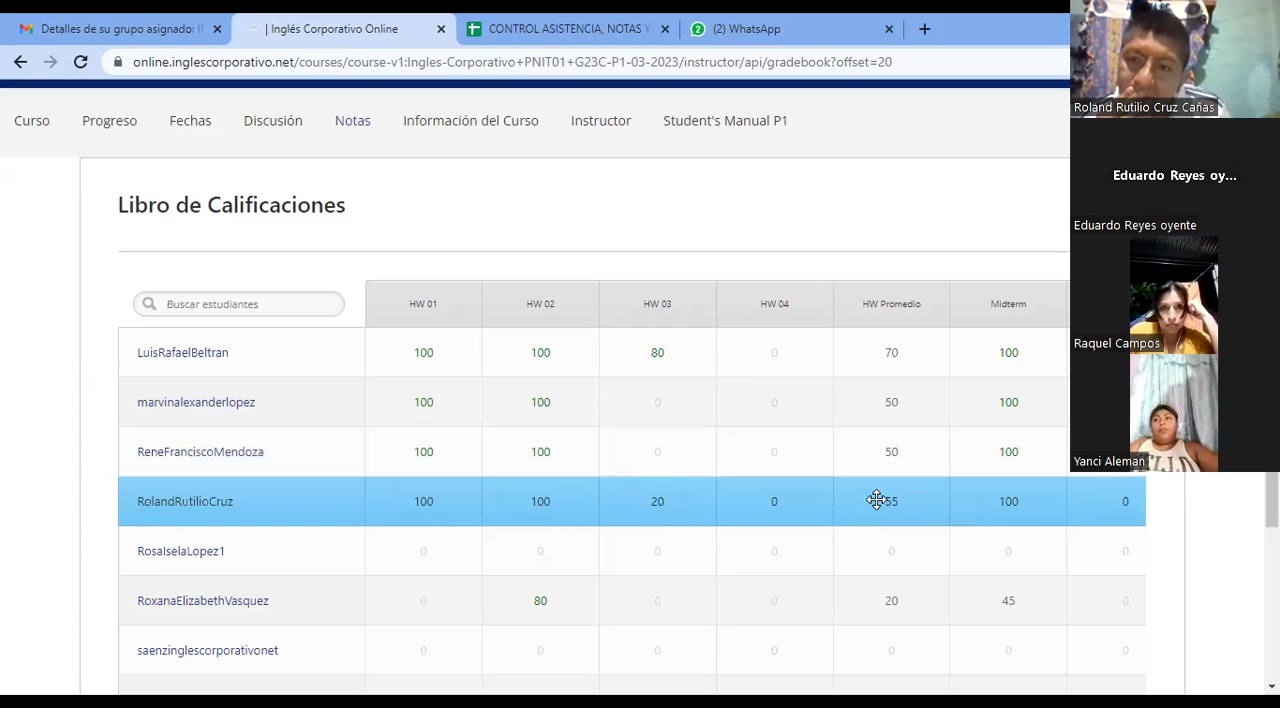 Detalles de su grupo asignado: I
| Inglés Corporativo Online
CONTROL ASISTENCIA, NOTAS Y
(2) WhatsApp
online.inglescorporativo.net/courses/course-v1:Ingles-Corporativo+PNIT01+G23C-P1-03-2023/instructor/api/gradebook?offset=20
Curso Progreso Fechas Discusión Notas Información del Curso Instructor Student's Manual P1
Libro de Calificaciones
Buscar estudiantes HW 01 HW 02 HW 03 HW 04 HW Promedio Midterm
LuisRafaelBeltran 100 100 80 0 70 100
marvinalexanderlopez 100 100 0 0 50 100
ReneFranciscoMendoza 100 100 0 0 50 100
RolandRutilioCruz 100 100 20 0 55 100 0
RosaIselaLopez1 0 0 0 0 0 0 0
RoxanaElizabethVasquez 0 80 0 0 20 45 0
saenzinglescorporativonet 0 0 0 0 0 0 0
Roland Rutilio Cruz Cañas
Eduardo Reyes oy...
Eduardo Reyes oyente
Raquel Campos
Yanci Aleman